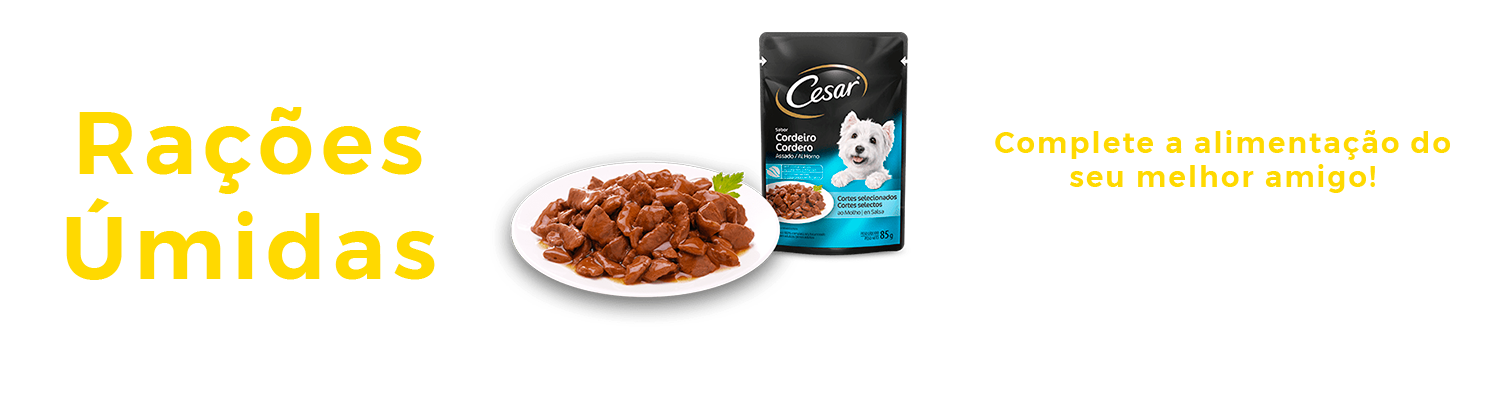 Rações
Úmidas
Cesar
Sabor
Cordeiro
Cordero
Assado / Al Horno
Cortes selecionados
Cortes selectos
ao Molho | en Salsa
85g
Complete a alimentação do
seu melhor amigo!